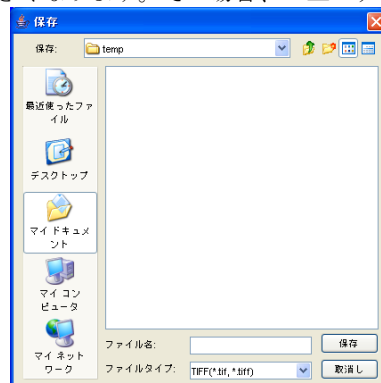 保存
保存:
temp
最近使ったファ
イル
デスクトップ
マイ ドキュメ
ント
マイ コン
ピュータ
マイ ネット
ワーク
ファイル名:
保存
ファイルタイプ:
TIFF(*.tif, *.tiff)
取消し